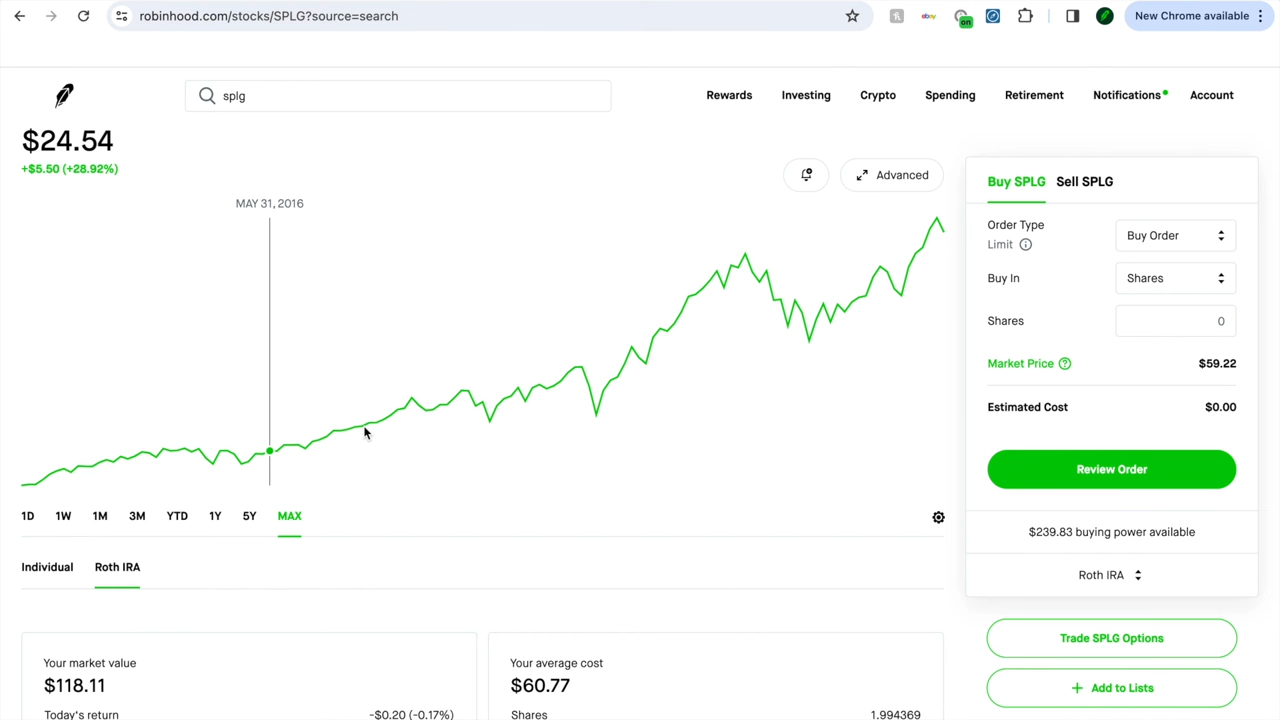 robinhood.com/stocks/SPLG?source=search
ebay
on
New Chrome available
splg
Rewards
Investing
Crypto
Spending
Retirement
Notifications
Account
$24.54
+$5.50 (+28.92%)
Advanced
MAY 31, 2016
1D 1W 1M 3M YTD 1Y 5Y MAX
Individual Roth IRA
Your market value
$118.11
Today's return -$0.20 (-0.17%)
Your average cost
$60.77
Shares 1.994369
Buy SPLG Sell SPLG
Order Type
Limit
Buy Order
Buy In Shares
Shares 0
Market Price $59.22
Estimated Cost $0.00
Review Order
$239.83 buying power available
Roth IRA
Trade SPLG Options
+ Add to Lists